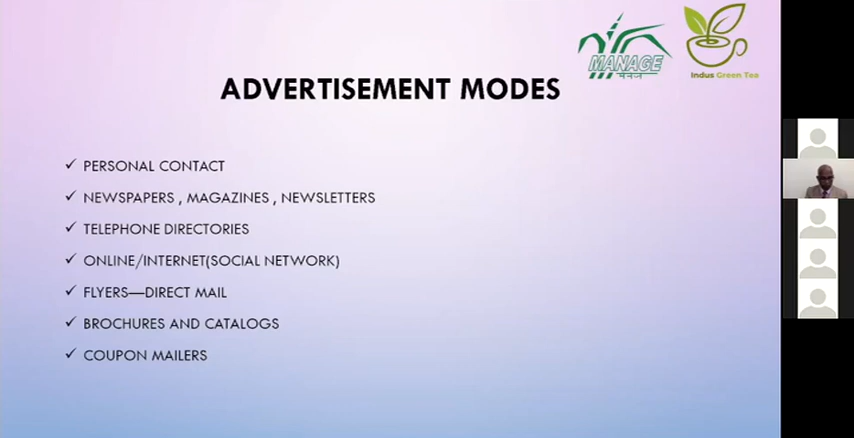 MANAGE
मैनेज
Indus Green Tea
ADVERTISEMENT MODES
✓ PERSONAL CONTACT
✓ NEWSPAPERS , MAGAZINES , NEWSLETTERS
✓ TELEPHONE DIRECTORIES
✓ ONLINE/INTERNET(SOCIAL NETWORK)
✓ FLYERS—DIRECT MAIL
✓ BROCHURES AND CATALOGS
✓ COUPON MAILERS